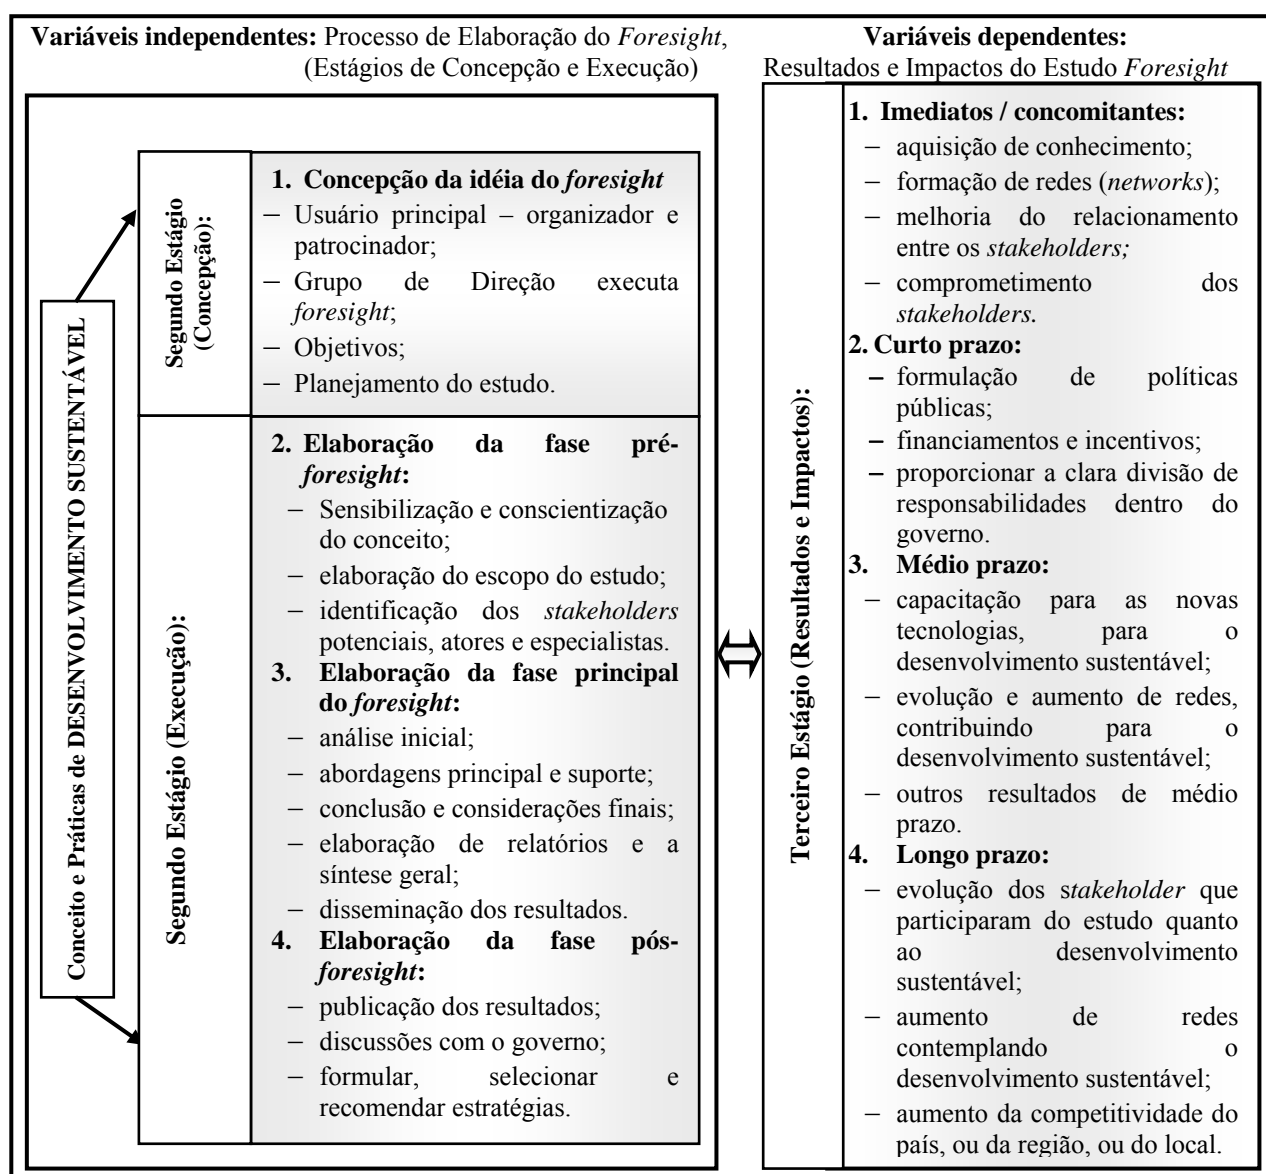 Variáveis independentes: Processo de Elaboração do Foresight,
(Estágios de Concepção e Execução)
Variáveis dependentes:
Resultados e Impactos do Estudo Foresight
Conceito e Práticas de DESENVOLVIMENTO SUSTENTÁVEL
Segundo Estágio
(Concepção):
1. Concepção da idéia do foresight
– Usuário principal – organizador e
patrocinador;
– Grupo de Direção executa
foresight;
– Objetivos;
– Planejamento do estudo.
Segundo Estágio (Execução):
2. Elaboração da fase pré-
foresight:
– Sensibilização e conscientização
do conceito;
– elaboração do escopo do estudo;
– identificação dos stakeholders
potenciais, atores e especialistas.
3. Elaboração da fase principal
do foresight:
– análise inicial;
– abordagens principal e suporte;
– conclusão e considerações finais;
– elaboração de relatórios e a
síntese geral;
– disseminação dos resultados.
4. Elaboração da fase pós-
foresight:
– publicação dos resultados;
– discussões com o governo;
– formular, selecionar e
recomendar estratégias.
Terceiro Estágio (Resultados e Impactos):
1. Imediatos / concomitantes:
– aquisição de conhecimento;
– formação de redes (networks);
– melhoria do relacionamento
entre os stakeholders;
– comprometimento dos
stakeholders.
2. Curto prazo:
– formulação de políticas
públicas;
– financiamentos e incentivos;
– proporcionar a clara divisão de
responsabilidades dentro do
governo.
3. Médio prazo:
– capacitação para as novas
tecnologias, para o
desenvolvimento sustentável;
– evolução e aumento de redes,
contribuindo para o
desenvolvimento sustentável;
– outros resultados de médio
prazo.
4. Longo prazo:
– evolução dos stakeholder que
participaram do estudo quanto
ao desenvolvimento
sustentável;
– aumento de redes
contemplando o
desenvolvimento sustentável;
– aumento da competitividade do
país, ou da região, ou do local.